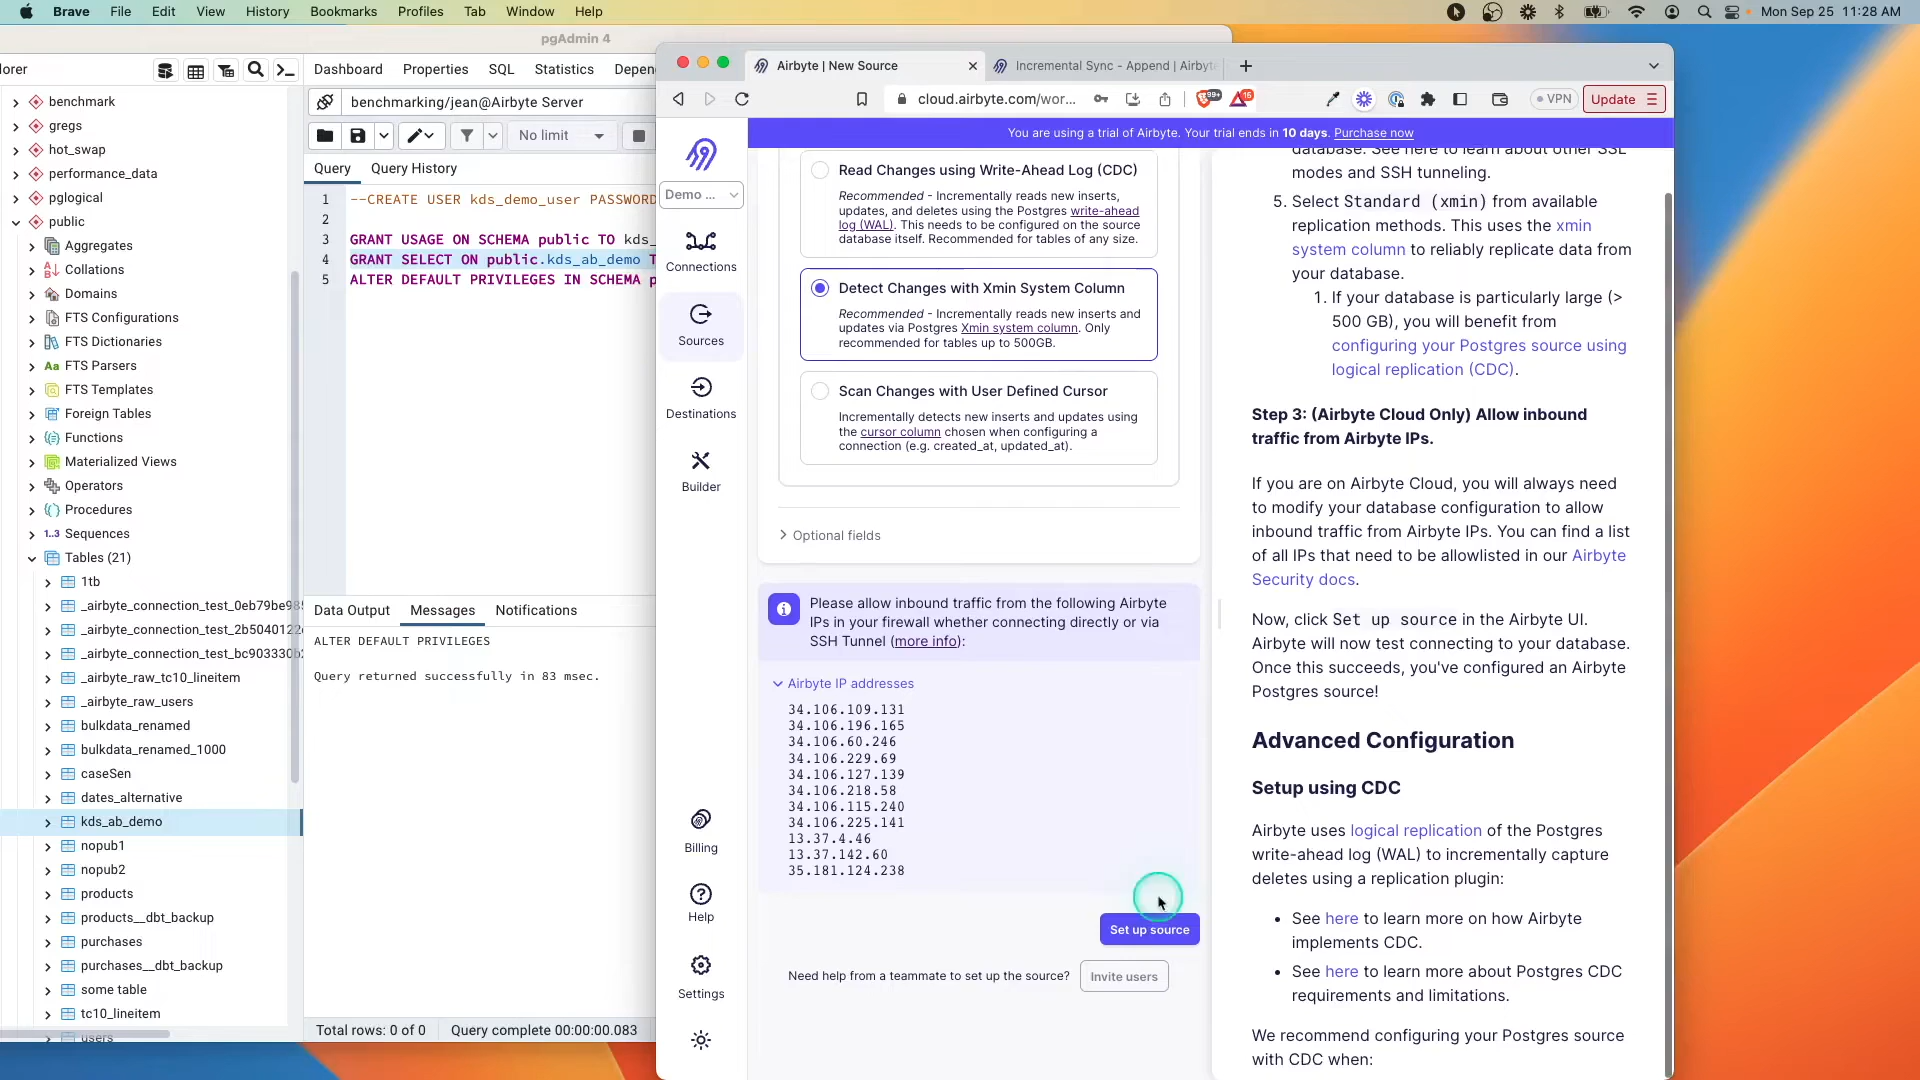 Brave File Edit View History Bookmarks Profiles Tab Window Help
Mon Sep 25 11:28 AM
pgAdmin 4
lorer
benchmark
gregs
hot_swap
performance_data
pglogical
public
Aggregates
Collations
Domains
FTS Configurations
FTS Dictionaries
Aa FTS Parsers
FTS Templates
Foreign Tables
Functions
Materialized Views
Operators
Procedures
1..3 Sequences
Tables (21)
1tb
_airbyte_connection_test_0eb79be985
_airbyte_connection_test_2b5040122
_airbyte_connection_test_bc903330b2
_airbyte_raw_tc10_lineitem
_airbyte_raw_users
bulkdata_renamed
bulkdata_renamed_1000
caseSen
dates_alternative
kds_ab_demo
nopub1
nopub2
products
products__dbt_backup
purchases
purchases__dbt_backup
some table
tc10_lineitem
users
Dashboard Properties SQL Statistics Depen
benchmarking/jean@Airbyte Server
No limit
Query Query History
1 --CREATE USER kds_demo_user PASSWORD
2
3 GRANT USAGE ON SCHEMA public TO kds_
4 GRANT SELECT ON public.kds_ab_demo T
5 ALTER DEFAULT PRIVILEGES IN SCHEMA p
Data Output Messages Notifications
ALTER DEFAULT PRIVILEGES
Query returned successfully in 83 msec.
Total rows: 0 of 0 Query complete 00:00:00.083
Airbyte | New Source
Incremental Sync - Append | Airbyte
cloud.airbyte.com/wor...
99+
15
VPN
Update
You are using a trial of Airbyte. Your trial ends in 10 days. Purchase now
Demo ...
Connections
Sources
Destinations
Builder
Billing
Help
Settings
Read Changes using Write-Ahead Log (CDC)
Recommended - Incrementally reads new inserts,
updates, and deletes using the Postgres write-ahead
log (WAL). This needs to be configured on the source
database itself. Recommended for tables of any size.
Detect Changes with Xmin System Column
Recommended - Incrementally reads new inserts and
updates via Postgres Xmin system column. Only
recommended for tables up to 500GB.
Scan Changes with User Defined Cursor
Incrementally detects new inserts and updates using
the cursor column chosen when configuring a
connection (e.g. created_at, updated_at).
Optional fields
Please allow inbound traffic from the following Airbyte
IPs in your firewall whether connecting directly or via
SSH Tunnel (more info):
Airbyte IP addresses
34.106.109.131
34.106.196.165
34.106.60.246
34.106.229.69
34.106.127.139
34.106.218.58
34.106.115.240
34.106.225.141
13.37.4.46
13.37.142.60
35.181.124.238
Set up source
Need help from a teammate to set up the source? Invite users
database. See here to learn about other SSL
modes and SSH tunneling.
5. Select Standard (xmin) from available
replication methods. This uses the xmin
system column to reliably replicate data from
your database.
1. If your database is particularly large (>
500 GB), you will benefit from
configuring your Postgres source using
logical replication (CDC).
Step 3: (Airbyte Cloud Only) Allow inbound
traffic from Airbyte IPs.
If you are on Airbyte Cloud, you will always need
to modify your database configuration to allow
inbound traffic from Airbyte IPs. You can find a list
of all IPs that need to be allowlisted in our Airbyte
Security docs.
Now, click Set up source in the Airbyte UI.
Airbyte will now test connecting to your database.
Once this succeeds, you've configured an Airbyte
Postgres source!
Advanced Configuration
Setup using CDC
Airbyte uses logical replication of the Postgres
write-ahead log (WAL) to incrementally capture
deletes using a replication plugin:
• See here to learn more on how Airbyte
implements CDC.
• See here to learn more about Postgres CDC
requirements and limitations.
We recommend configuring your Postgres source
with CDC when: